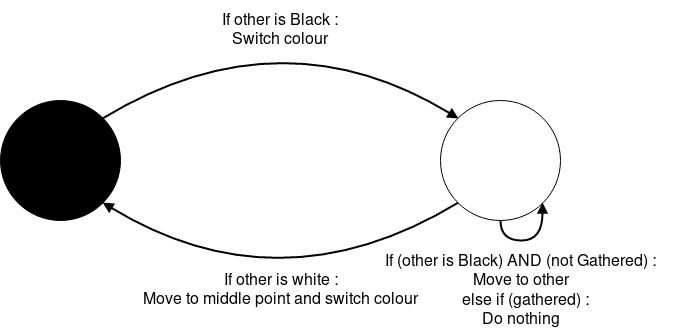 If other is Black :
Switch colour
If other is white :
Move to middle point and switch colour
If (other is Black) AND (not Gathered) :
Move to other
else if (gathered) :
Do nothing